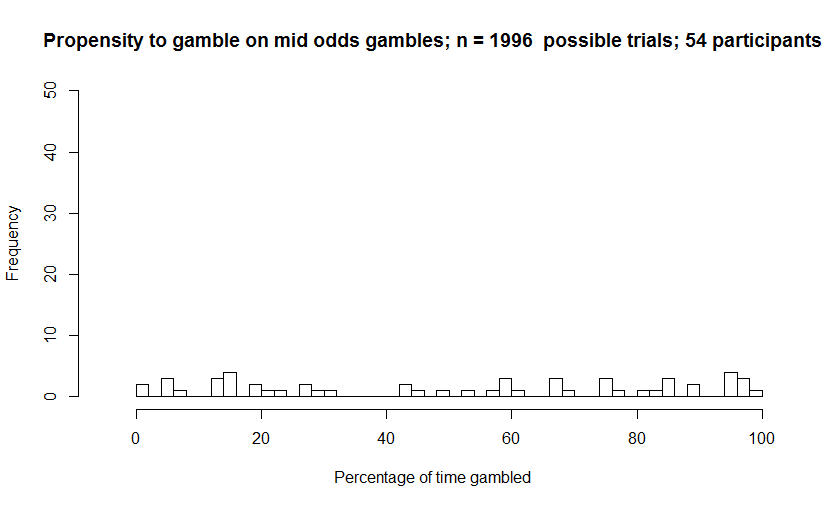 Propensity to gamble on mid odds gambles; n = 1996  possible trials; 54 participants
Frequency
50
40
30
20
10
0
0 20 40 60 80 100
Percentage of time gambled